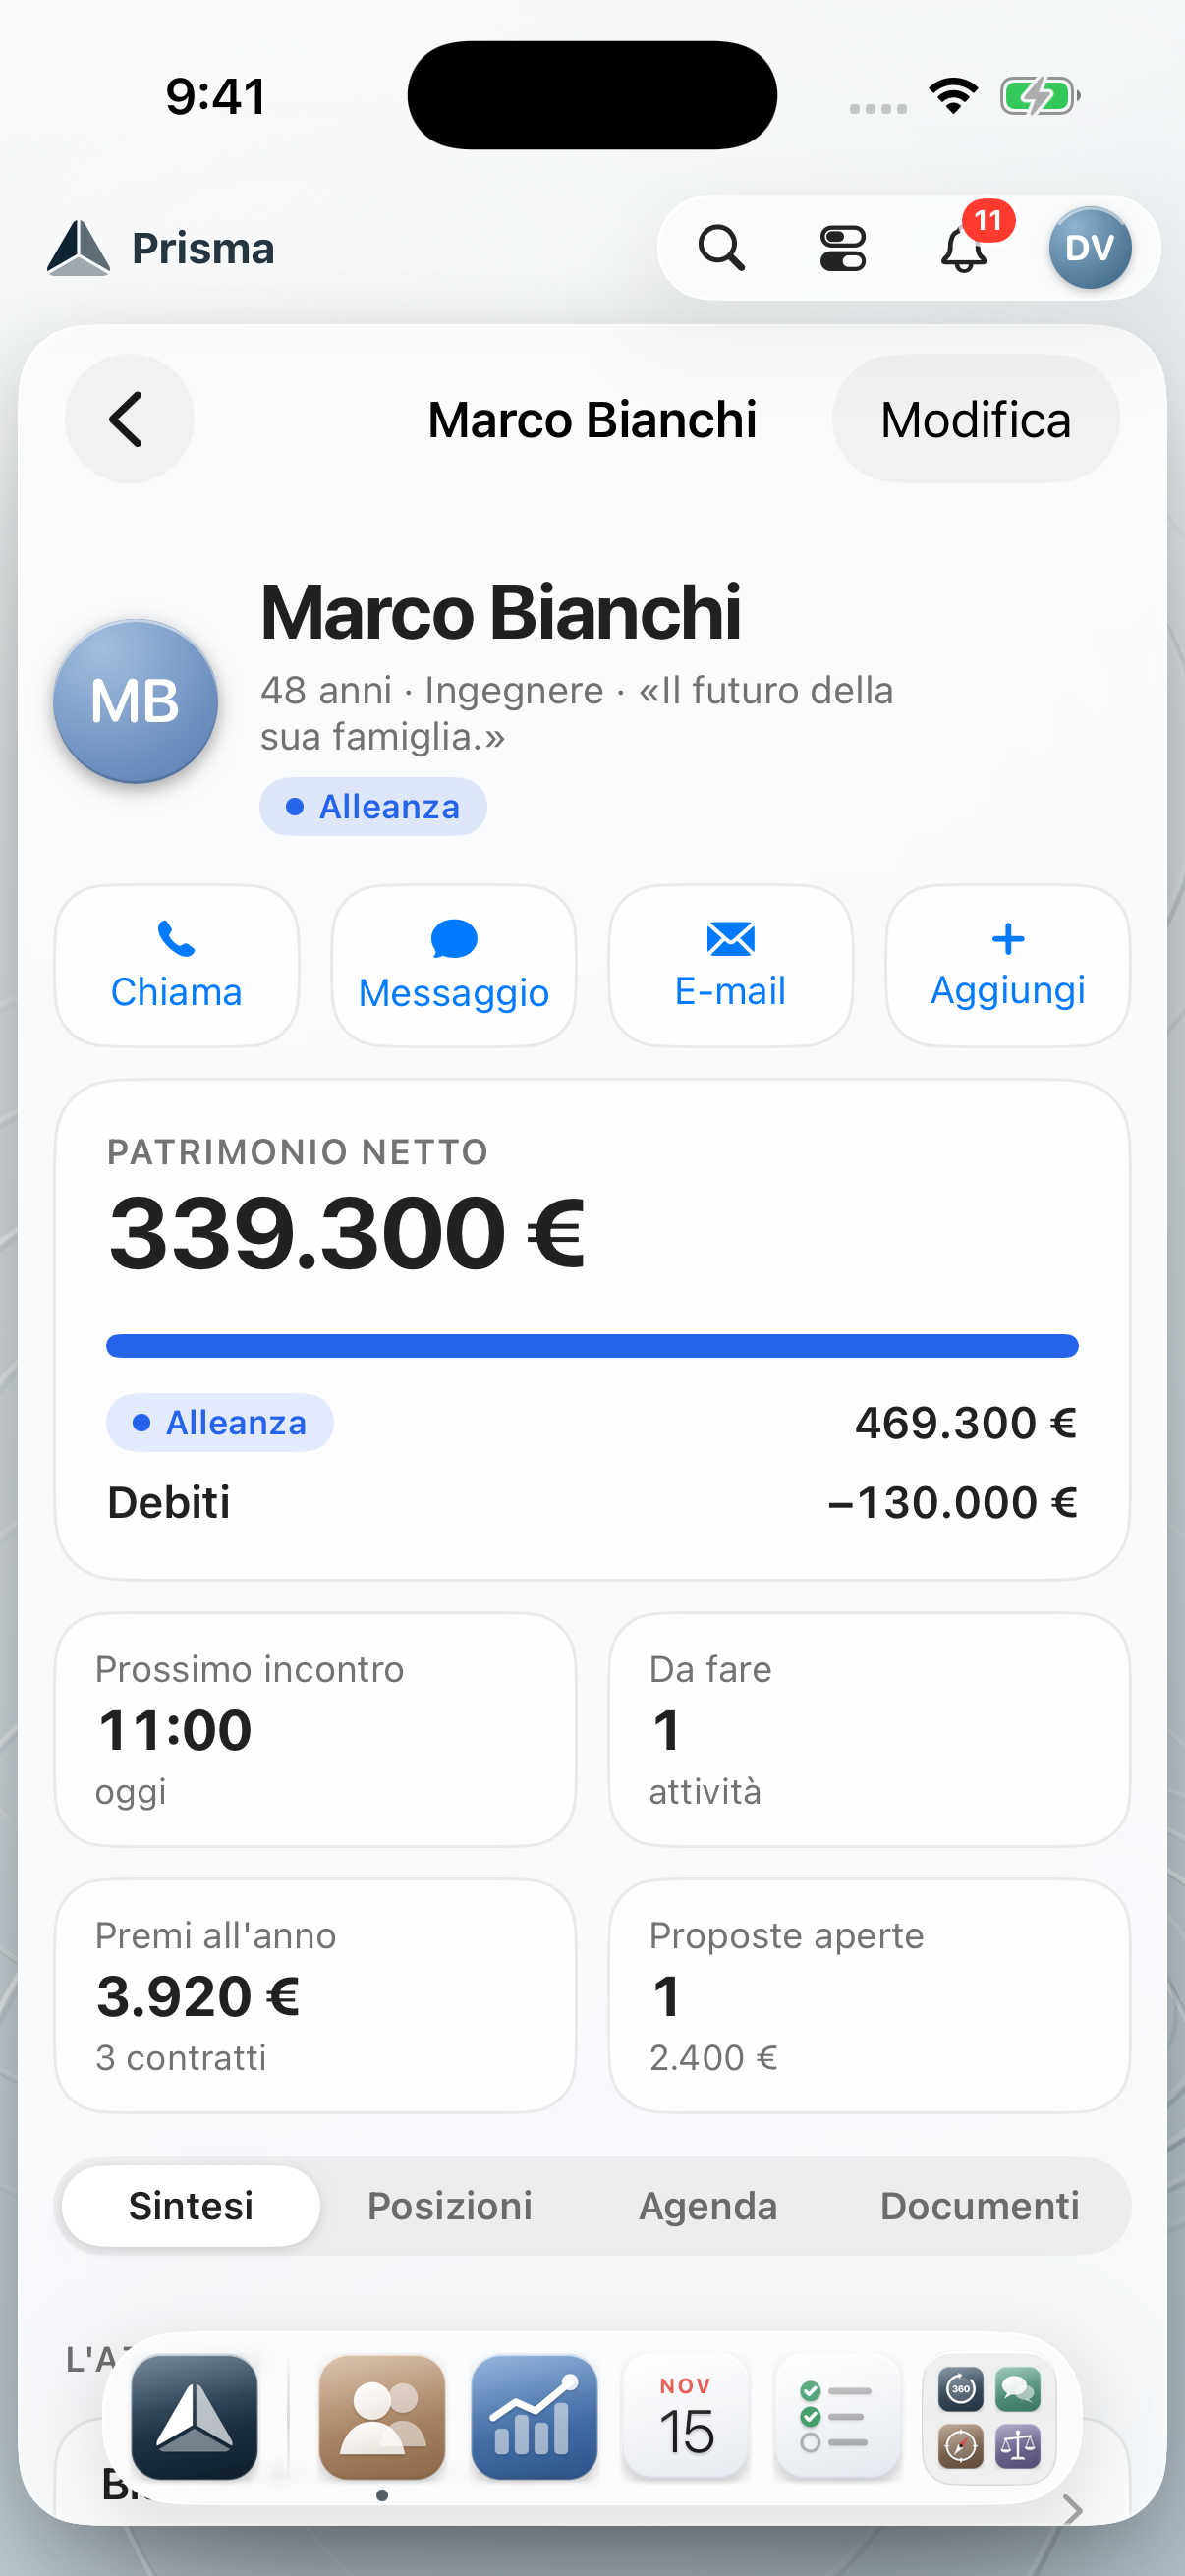 9:41
Prisma
11
DV
Marco Bianchi
Modifica
MB
Marco Bianchi
48 anni · Ingegnere · «Il futuro della
sua famiglia.»
Alleanza
Chiama
Messaggio
E-mail
Aggiungi
PATRIMONIO NETTO
339.300 €
Alleanza
469.300 €
Debiti
–130.000 €
Prossimo incontro
11:00
oggi
Da fare
1
attività
Premi all'anno
3.920 €
3 contratti
Proposte aperte
1
2.400 €
Sintesi
Posizioni
Agenda
Documenti
NOV
15
360